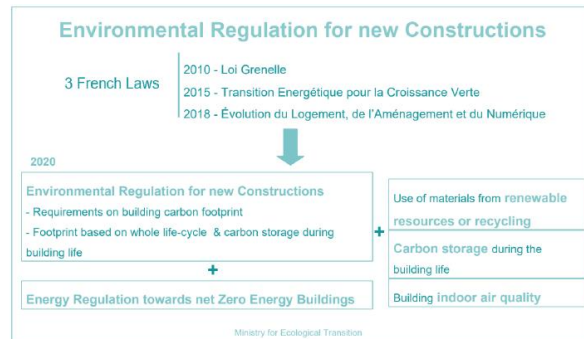 Environmental Regulation for new Constructions
3 French Laws
2010 - Loi Grenelle
2015 - Transition Energétique pour la Croissance Verte
2018 - Évolution du Logement, de l'Aménagement et du Numérique
2020
Environmental Regulation for new Constructions
- Requirements on building carbon footprint
- Footprint based on whole life-cycle & carbon storage during
building life
+
Energy Regulation towards net Zero Energy Buildings
+
Use of materials from renewable
resources or recycling
Carbon storage during the
building life
Building indoor air quality
Ministry for Ecological Transition